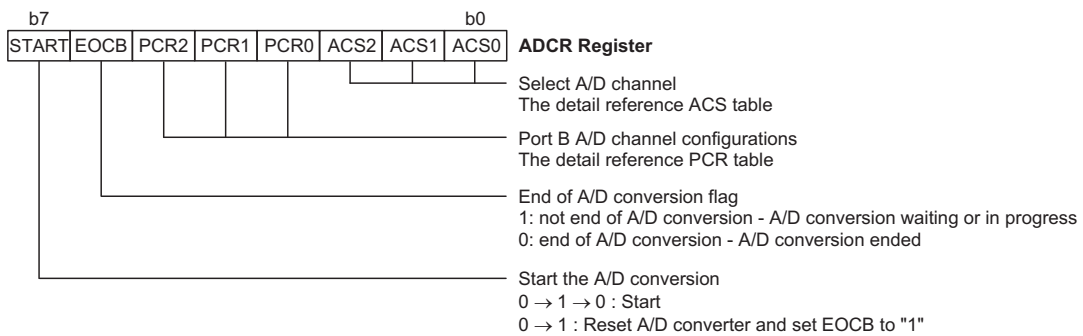 b7 b0
START EOCB PCR2 PCR1 PCR0 ACS2 ACS1 ACS0 ADCR Register
Select A/D channel
The detail reference ACS table
Port B A/D channel configurations
The detail reference PCR table
End of A/D conversion flag
1: not end of A/D conversion - A/D conversion waiting or in progress
0: end of A/D conversion - A/D conversion ended
Start the A/D conversion
0 → 1 → 0 : Start
0 → 1 : Reset A/D converter and set EOCB to "1"